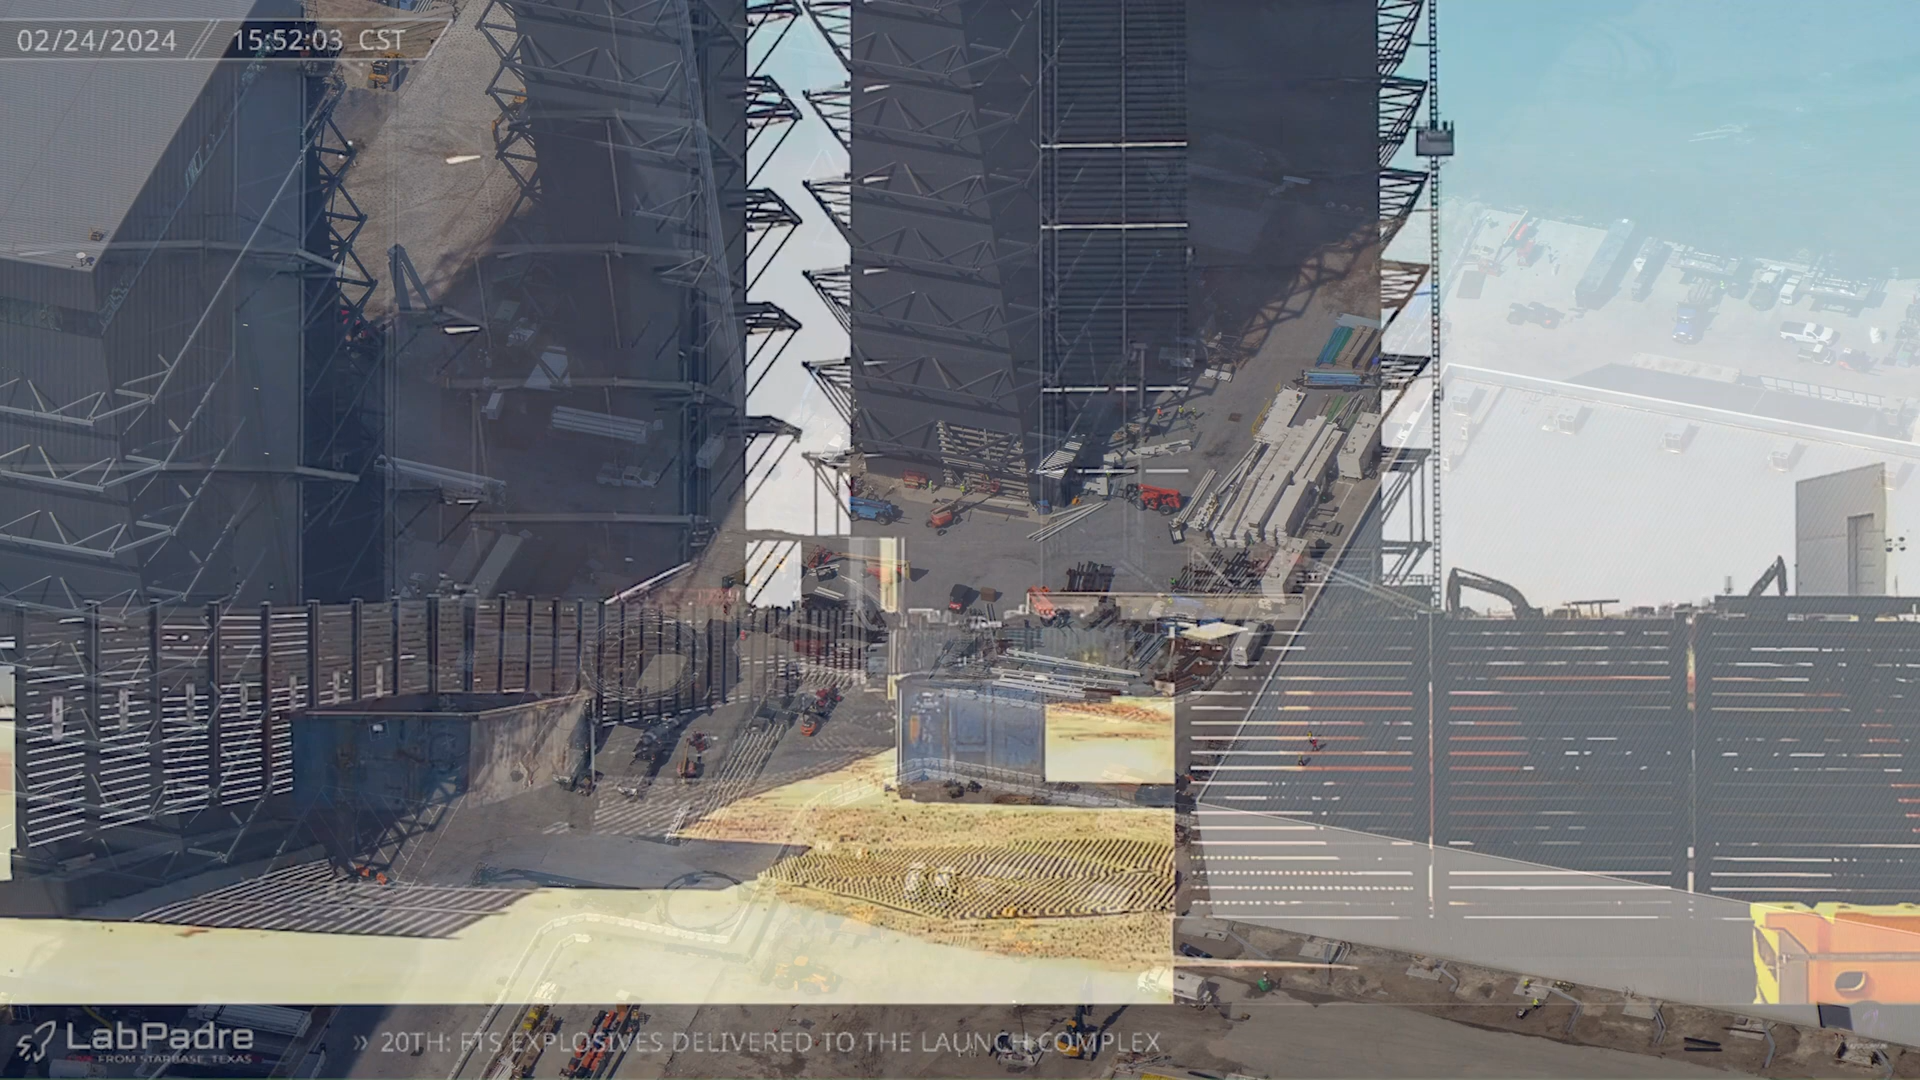 02/24/2024 // 15:52:03 CST
LabPadre
FROM STARBASE, TEXAS
» 20TH: FTS EXPLOSIVES DELIVERED TO THE LAUNCH COMPLEX